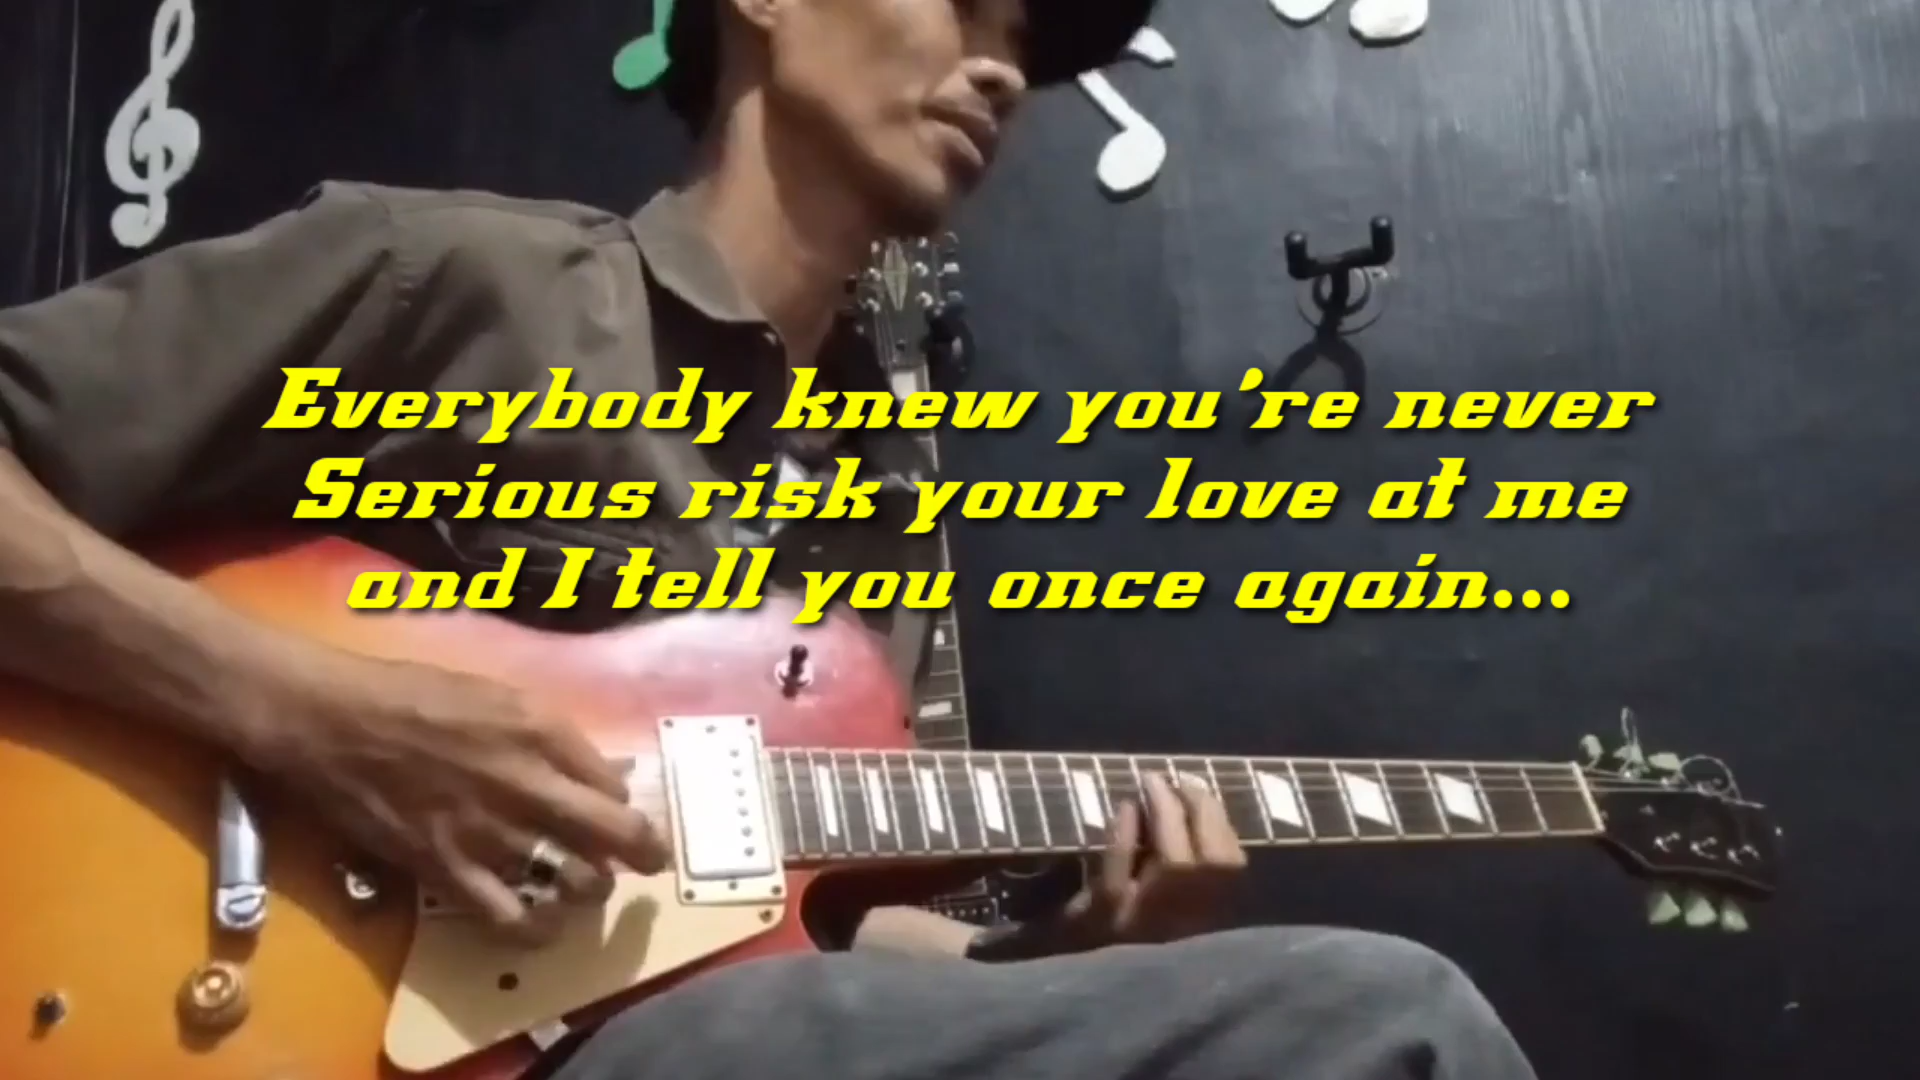 Everybody knew you're never
Serious risk your love at me
and I tell you once again...